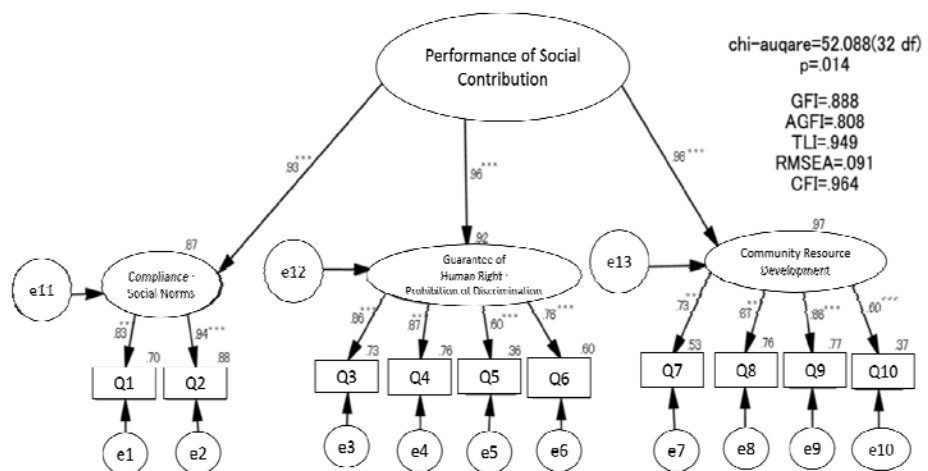 Performance of Social
Contribution
chi-auqare=52.088(32 df)
p=.014
GFI=.888
AGFI=.808
TLI=.949
RMSEA=.091
CFI=.964
.93***
.96***
.98***
.87
.92
.97
e11
Compliance ·
Social Norms
e12
Guarantee of
Human Right ·
Prohibition of Discrimination
e13
Community Resource
Development
.83***
.94***
.86***
.87***
.60***
.78***
.73***
.87***
.88***
.60***
.70
.88
.73
.76
.36
.60
.53
.76
.77
.37
Q1
Q2
Q3
Q4
Q5
Q6
Q7
Q8
Q9
Q10
e1
e2
e3
e4
e5
e6
e7
e8
e9
e10